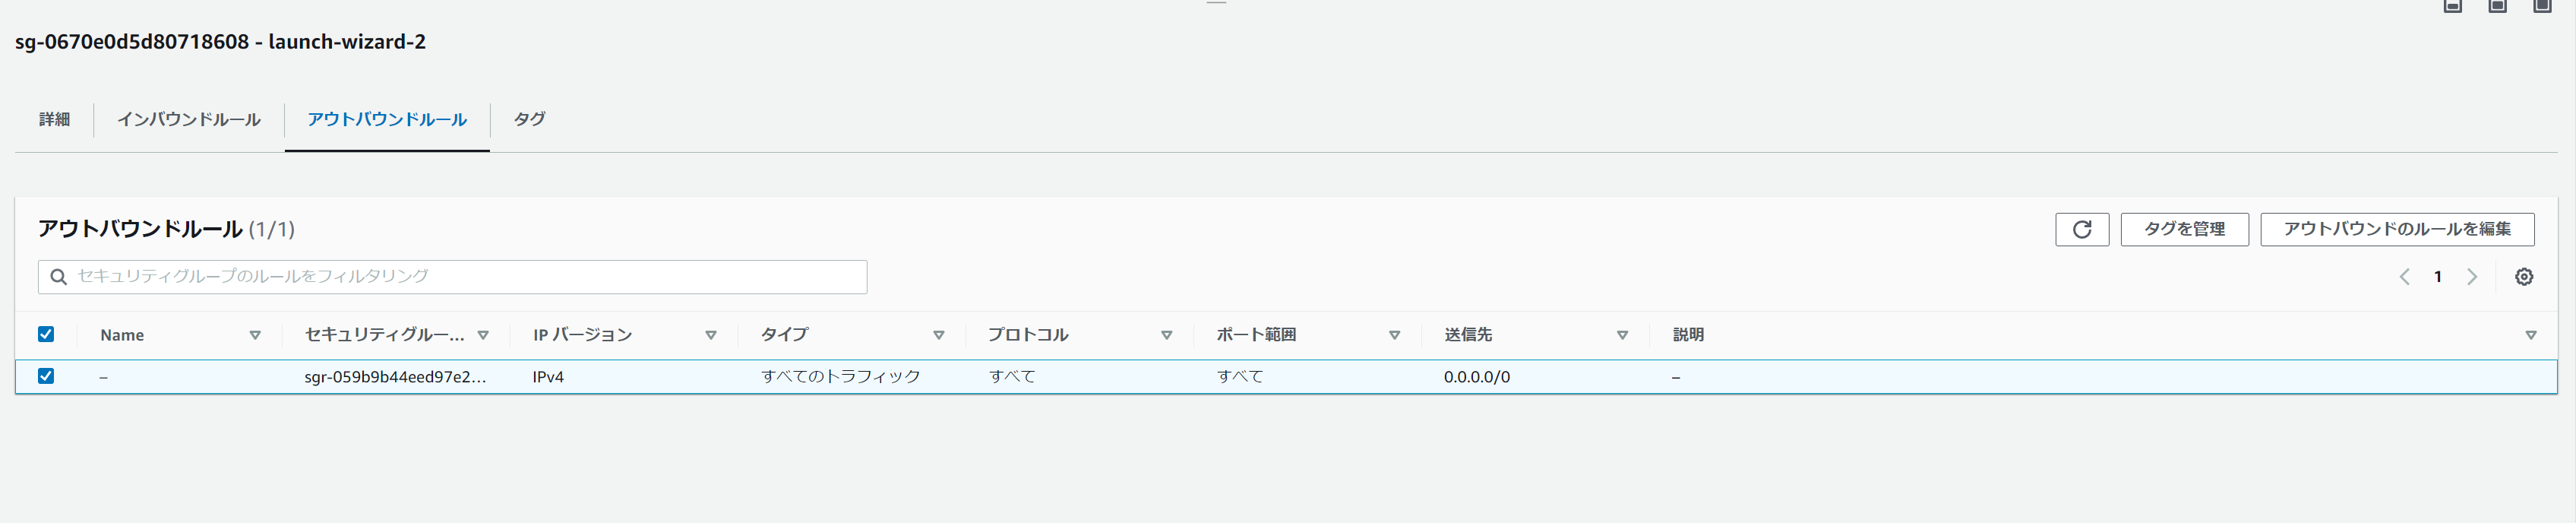 sg-0670e0d5d80718608 - launch-wizard-2
詳細 インバウンドルール アウトバウンドルール タグ
アウトバウンドルール (1/1) タグを管理 アウトバウンドのルールを編集
セキュリティグループのルールをフィルタリング 1
Name セキュリティグルー... IP バージョン タイプ プロトコル ポート範囲 送信先 説明
– sgr-059b9b44eed97e2... IPv4 すべてのトラフィック すべて すべて 0.0.0.0/0 –